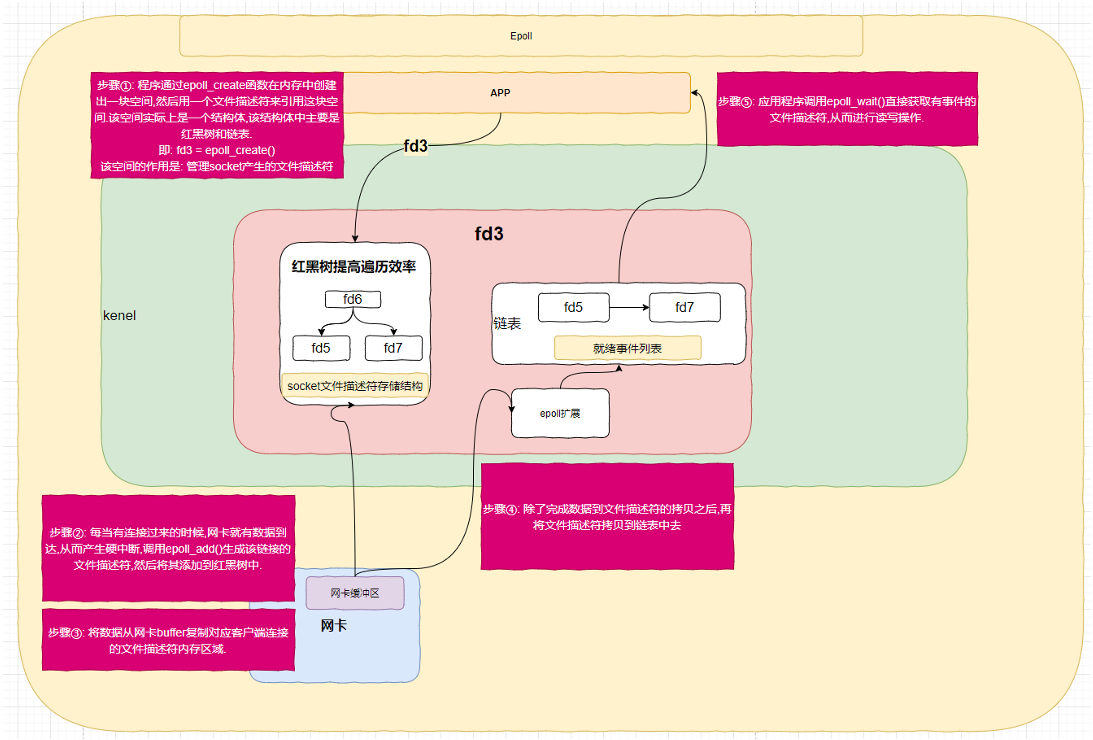 Epoll
步骤①: 程序通过epoll_create函数在内存中创建
出一块空间,然后用一个文件描述符来引用这块空
间.该空间实际上是一个结构体,该结构体中主要是
红黑树和链表.
即: fd3 = epoll_create()
该空间的作用是: 管理socket产生的文件描述符
APP
步骤⑤: 应用程序调用epoll_wait()直接获取有事件的
文件描述符,从而进行读写操作.
fd3
kenel
fd3
红黑树提高遍历效率
fd6
fd5
fd7
socket文件描述符存储结构
链表
fd5
fd7
就绪事件列表
epoll扩展
步骤②: 每当有连接过来的时候,网卡就有数据到
达,从而产生硬中断,调用epoll_add()生成该链接的
文件描述符,然后将其添加到红黑树中.
步骤④: 除了完成数据到文件描述符的拷贝之后,再
将文件描述符拷贝到链表中去
网卡缓冲区
网卡
步骤③: 将数据从网卡buffer复制对应客户端连接
的文件描述符内存区域.